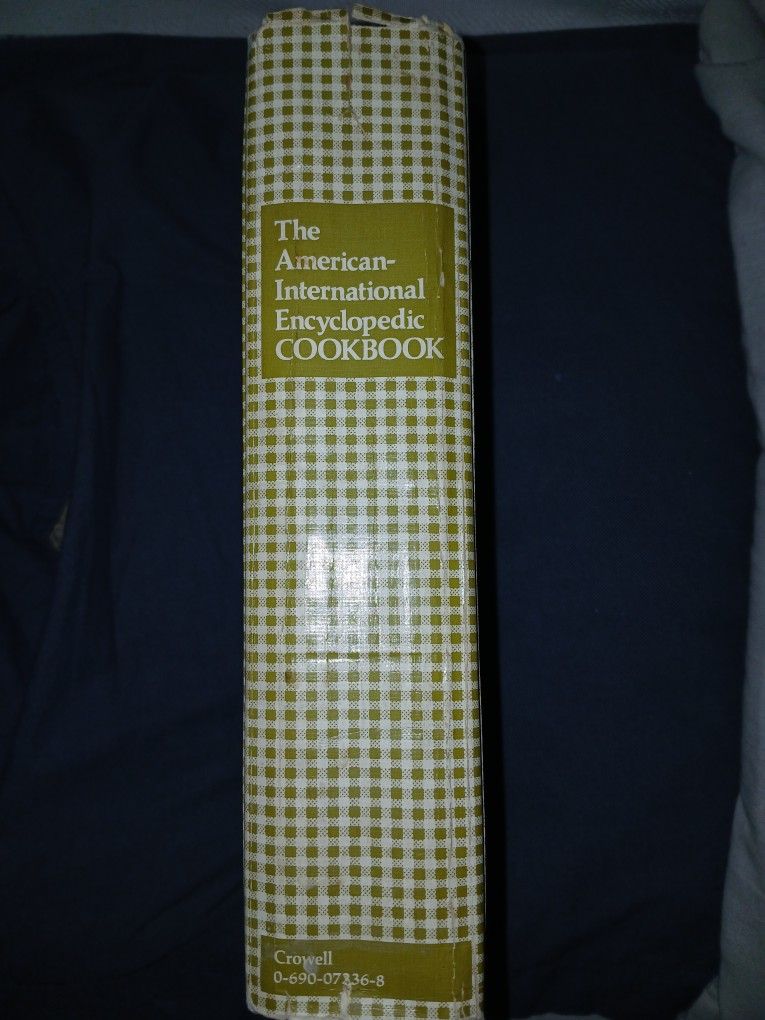 The
American-
International
Encyclopedic
COOKBOOK
Crowell
0-690-07336-8